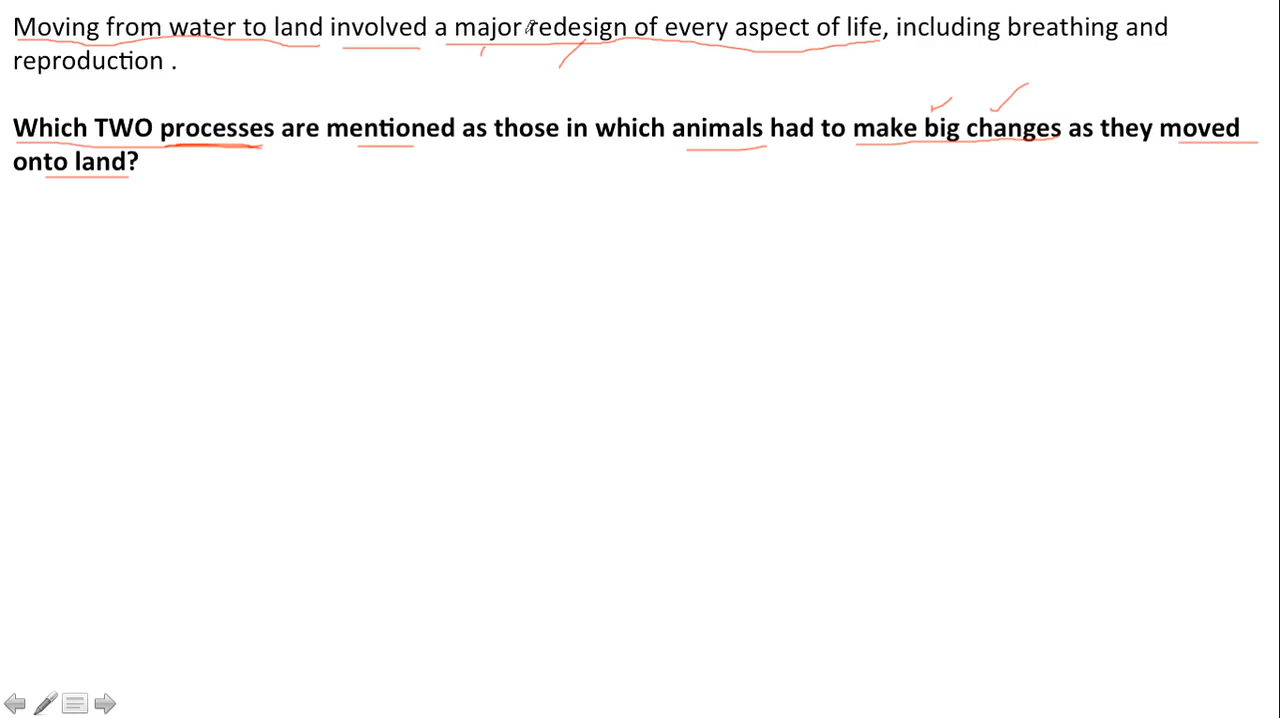 Moving from water to land involved a major redesign of every aspect of life, including breathing and
reproduction .
Which TWO processes are mentioned as those in which animals had to make big changes as they moved
onto land?